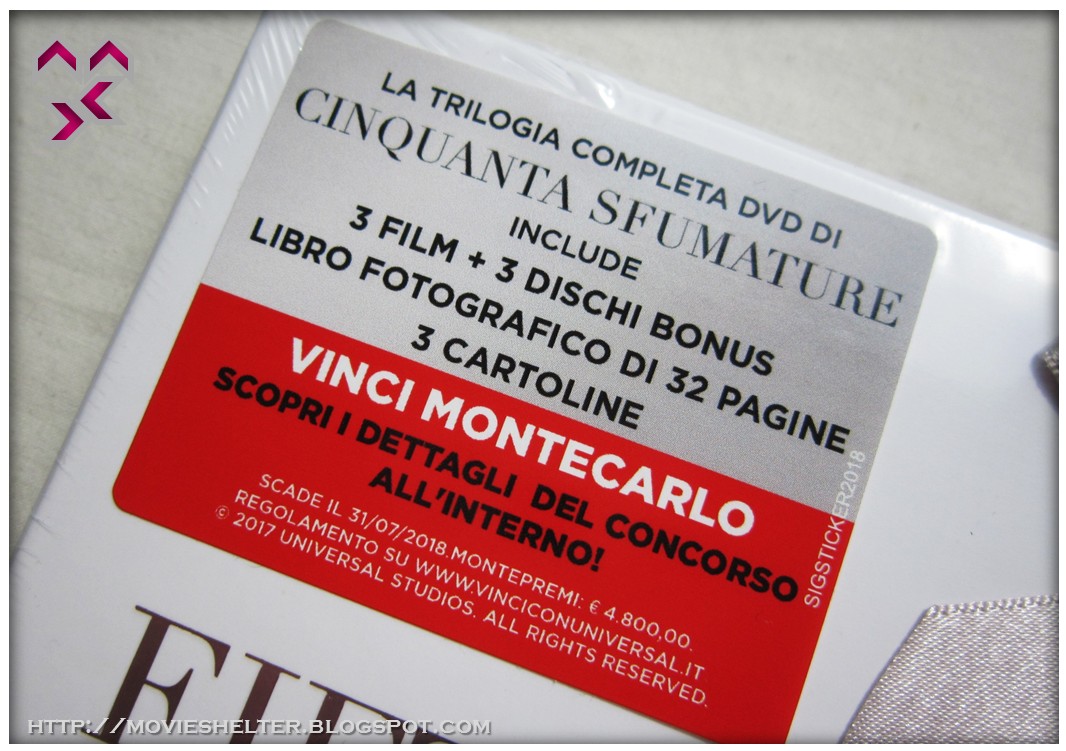 LA TRILOGIA COMPLETA DVD DI
CINQUANTA SFUMATURE
INCLUDE
3 FILM + 3 DISCHI BONUS
LIBRO FOTOGRAFICO DI 32 PAGINE
3 CARTOLINE
VINCI MONTECARLO
SCOPRI I DETTAGLI DEL CONCORSO
ALL'INTERNO!
SCADE IL 31/07/2018.MONTEPREMI: € 4.800,00.
REGOLAMENTO SU WWW.VINCICONUNIVERSAL.IT
© 2017 UNIVERSAL STUDIOS. ALL RIGHTS RESERVED.
SIGSTICKER2018
HTTP://MOVIESHELTER.BLOGSPOT.COM